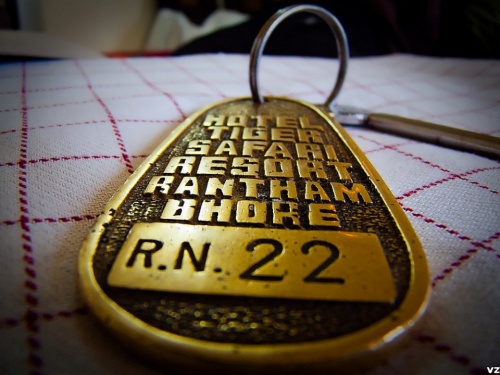 HOTEL
TIGER
SAFARI
RESORT
RANTHAM
BHORE
R.N. 22
vz